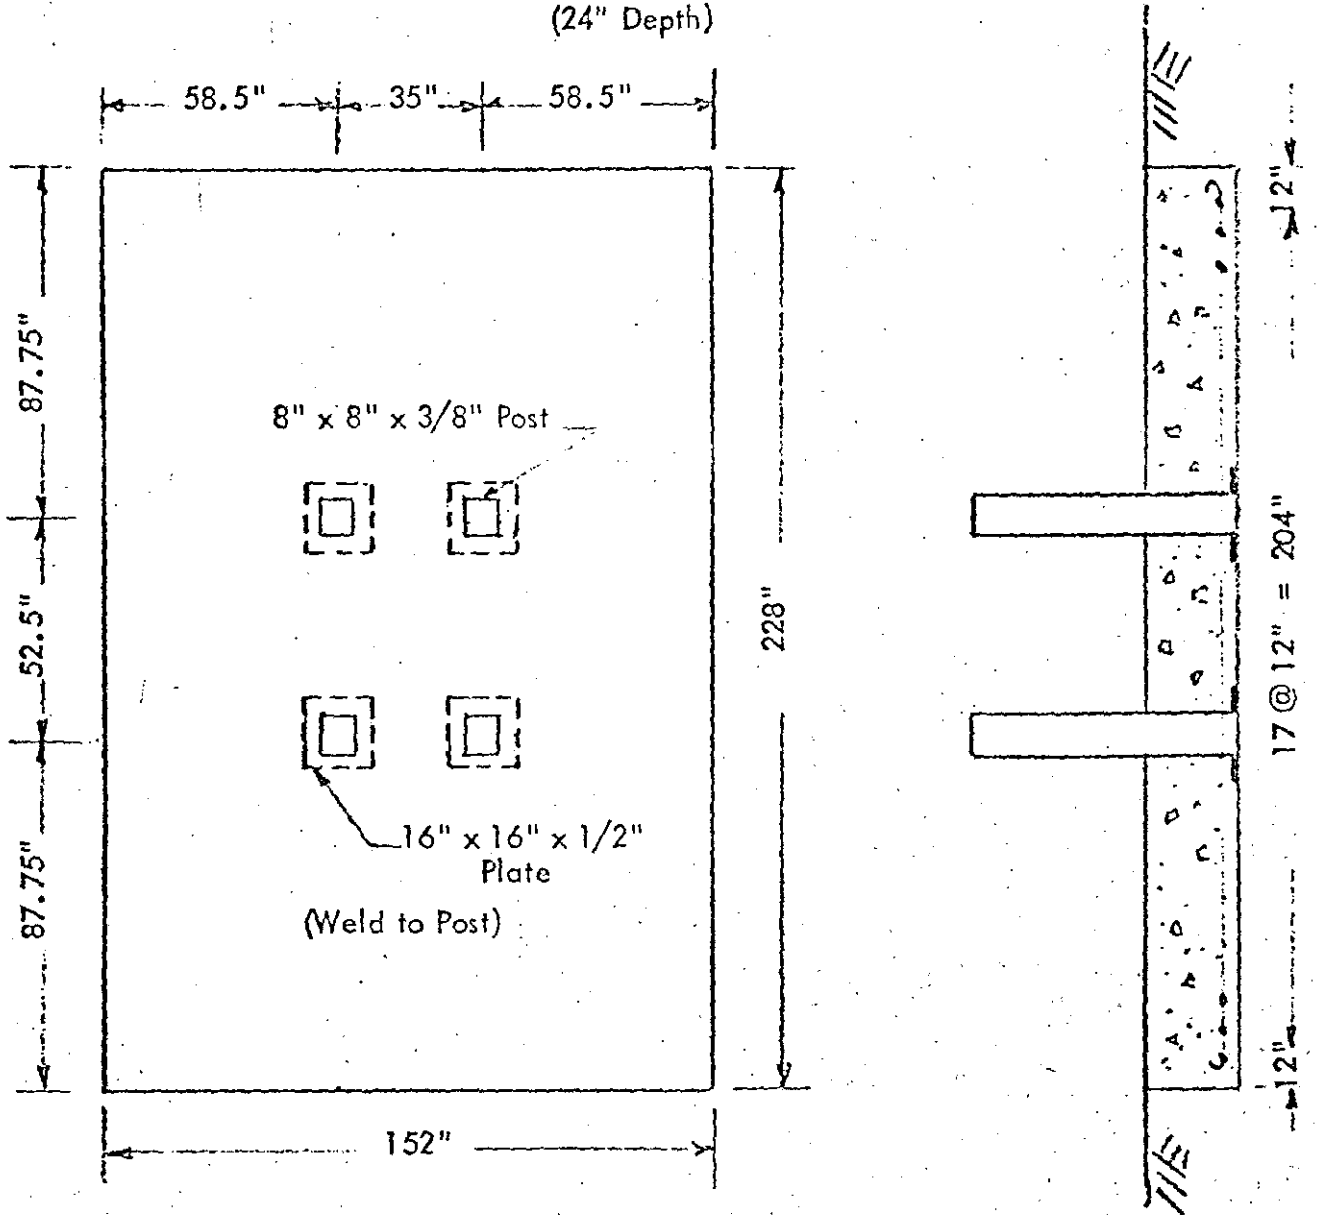 (24" Depth)
58.5" 35" 58.5"
12"
87.75"
8" x 8" x 3/8" Post
52.5"
228"
17 @ 12" = 204"
87.75"
16" x 16" x 1/2"
Plate
(Weld to Post)
12"
152"